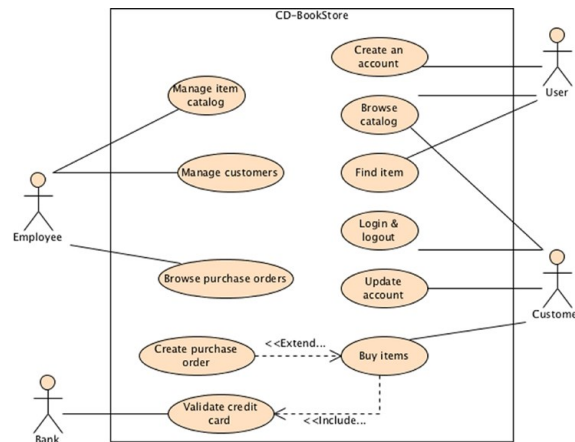 CD-BookStore
Create an
account
User
Manage item
catalog
Browse
catalog
Manage customers
Find item
Employee
Login &
logout
Browse purchase orders
Update
account
Custome
<<Extend...
Create purchase
order
Buy items
Validate credit
card
<<Include...
Bank